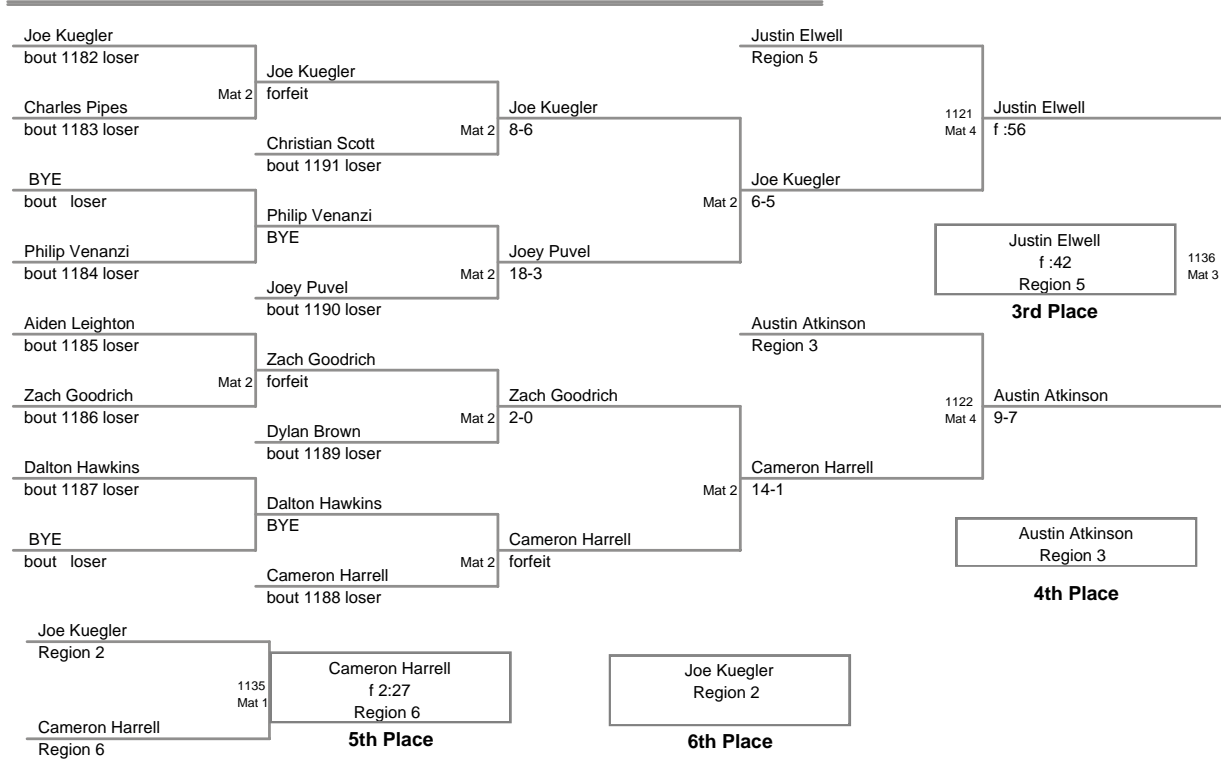 Joe Kuegler
bout 1182 loser
Mat 2
Charles Pipes
bout 1183 loser
BYE
bout loser
Philip Venanzi
bout 1184 loser
Aiden Leighton
bout 1185 loser
Mat 2
Zach Goodrich
bout 1186 loser
Dalton Hawkins
bout 1187 loser
BYE
bout loser
Joe Kuegler
forfeit
Mat 2
Christian Scott
bout 1191 loser
Philip Venanzi
BYE
Mat 2
Joey Puvel
bout 1190 loser
Zach Goodrich
forfeit
Mat 2
Dylan Brown
bout 1189 loser
Dalton Hawkins
BYE
Mat 2
Cameron Harrell
bout 1188 loser
Joe Kuegler
8-6
Mat 2
Joey Puvel
18-3
Zach Goodrich
2-0
Mat 2
Cameron Harrell
forfeit
Justin Elwell
Region 5
1121
Mat 4
Joe Kuegler
6-5
Austin Atkinson
Region 3
1122
Mat 4
Cameron Harrell
14-1
Justin Elwell
f :56
Justin Elwell
f :42
Region 5
1136
Mat 3
3rd Place
Austin Atkinson
9-7
Austin Atkinson
Region 3
4th Place
Joe Kuegler
Region 2
1135
Mat 1
Cameron Harrell
Region 6
Cameron Harrell
f 2:27
Region 6
5th Place
Joe Kuegler
Region 2
6th Place